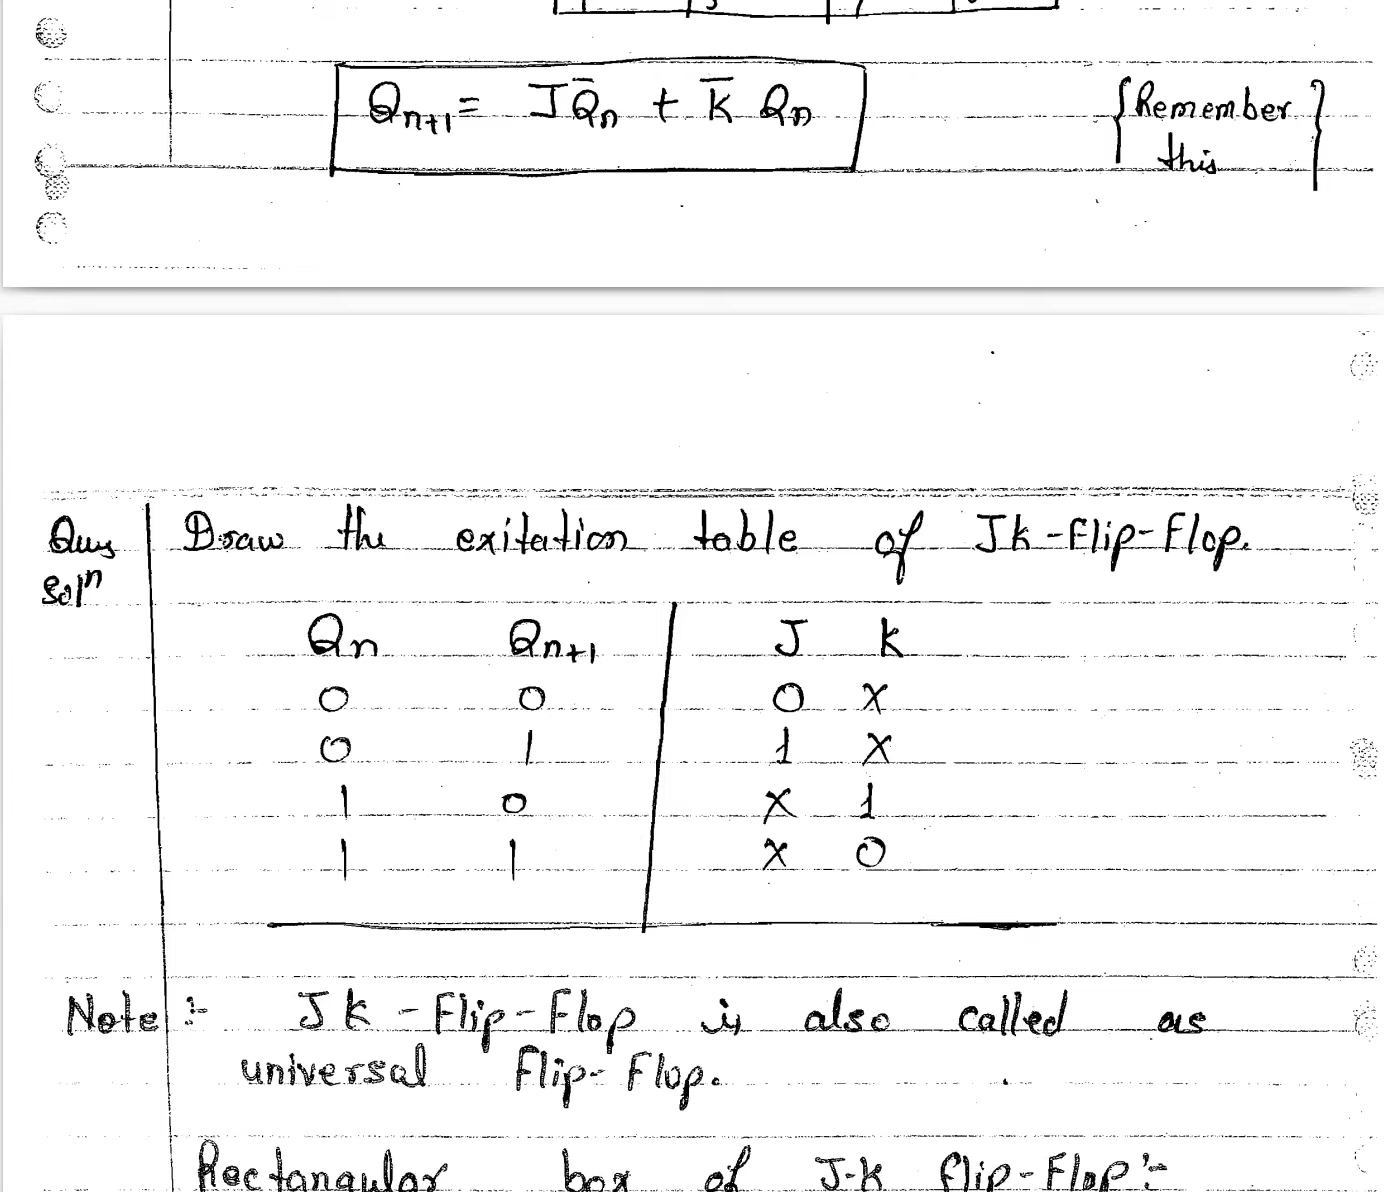 Qn+1 = JQ̄n + K̄ Qn
{Remember
this}
Ques Draw the exitation table of Jk-Flip-Flop.
Solⁿ
Qn Qn+1 J K
0 0 0 X
0 1 1 X
1 0 X 1
1 1 X 0
Note :- JK-Flip-Flop is also called as
universal Flip-Flop.
Rectangular box of J-K flip-Flop:-